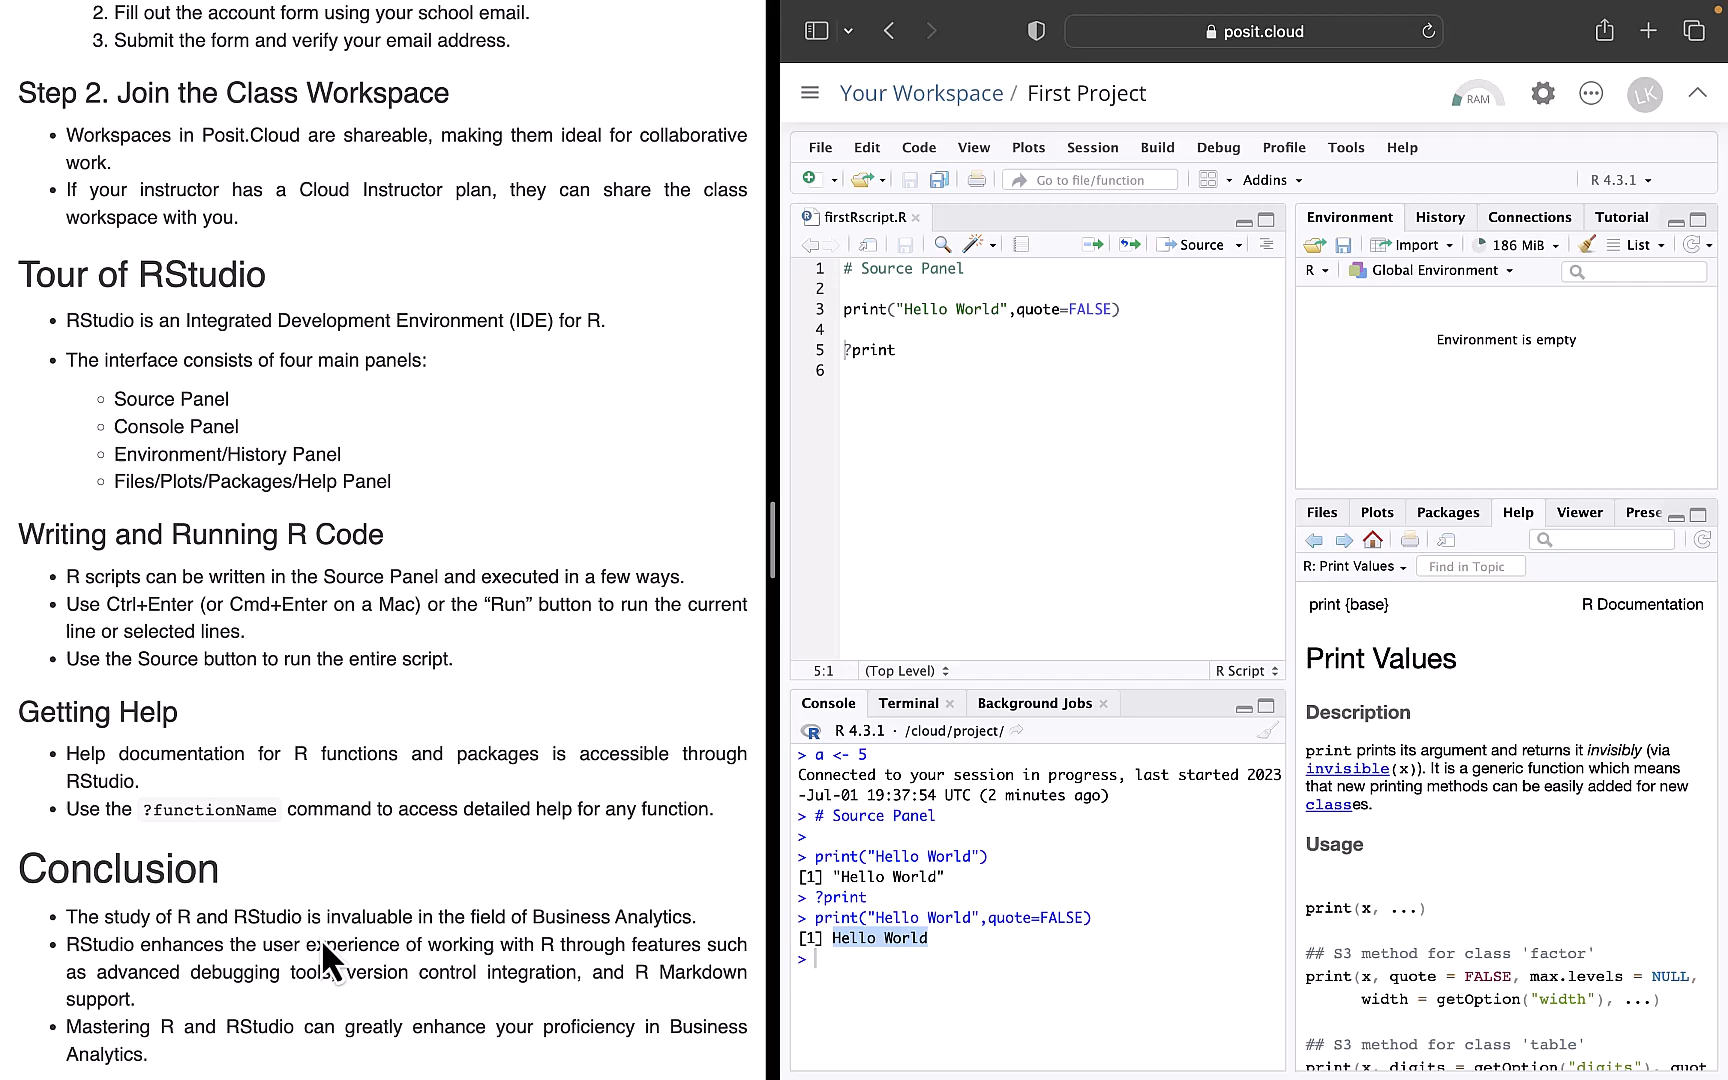 2. Fill out the account form using your school email.
3. Submit the form and verify your email address.
Step 2. Join the Class Workspace
• Workspaces in Posit.Cloud are shareable, making them ideal for collaborative
work.
• If your instructor has a Cloud Instructor plan, they can share the class
workspace with you.
Tour of RStudio
• RStudio is an Integrated Development Environment (IDE) for R.
• The interface consists of four main panels:
◦ Source Panel
◦ Console Panel
◦ Environment/History Panel
◦ Files/Plots/Packages/Help Panel
Writing and Running R Code
• R scripts can be written in the Source Panel and executed in a few ways.
• Use Ctrl+Enter (or Cmd+Enter on a Mac) or the “Run” button to run the current
line or selected lines.
• Use the Source button to run the entire script.
Getting Help
• Help documentation for R functions and packages is accessible through
RStudio.
• Use the ?functionName command to access detailed help for any function.
Conclusion
• The study of R and RStudio is invaluable in the field of Business Analytics.
• RStudio enhances the user experience of working with R through features such
as advanced debugging tools, version control integration, and R Markdown
support.
• Mastering R and RStudio can greatly enhance your proficiency in Business
Analytics.
posit.cloud
Your Workspace / First Project
RAM
LK
File Edit Code View Plots Session Build Debug Profile Tools Help
Go to file/function Addins R 4.3.1
firstRscript.R
Source
1 # Source Panel
2
3 print("Hello World",quote=FALSE)
4
5 ?print
6
5:1 (Top Level) R Script
Console Terminal Background Jobs
R 4.3.1 · /cloud/project/
> a <- 5
Connected to your session in progress, last started 2023
-Jul-01 19:37:54 UTC (2 minutes ago)
> # Source Panel
>
> print("Hello World")
[1] "Hello World"
> ?print
> print("Hello World",quote=FALSE)
[1] Hello World
>
Environment History Connections Tutorial
Import 186 MiB List
R Global Environment
Environment is empty
Files Plots Packages Help Viewer Prese
R: Print Values Find in Topic
print {base} R Documentation
Print Values
Description
print prints its argument and returns it invisibly (via
invisible(x)). It is a generic function which means
that new printing methods can be easily added for new
classes.
Usage
print(x, ...)
## S3 method for class 'factor'
print(x, quote = FALSE, max.levels = NULL,
width = getOption("width"), ...)
## S3 method for class 'table'
print(x, digits = getOption("digits"), quot